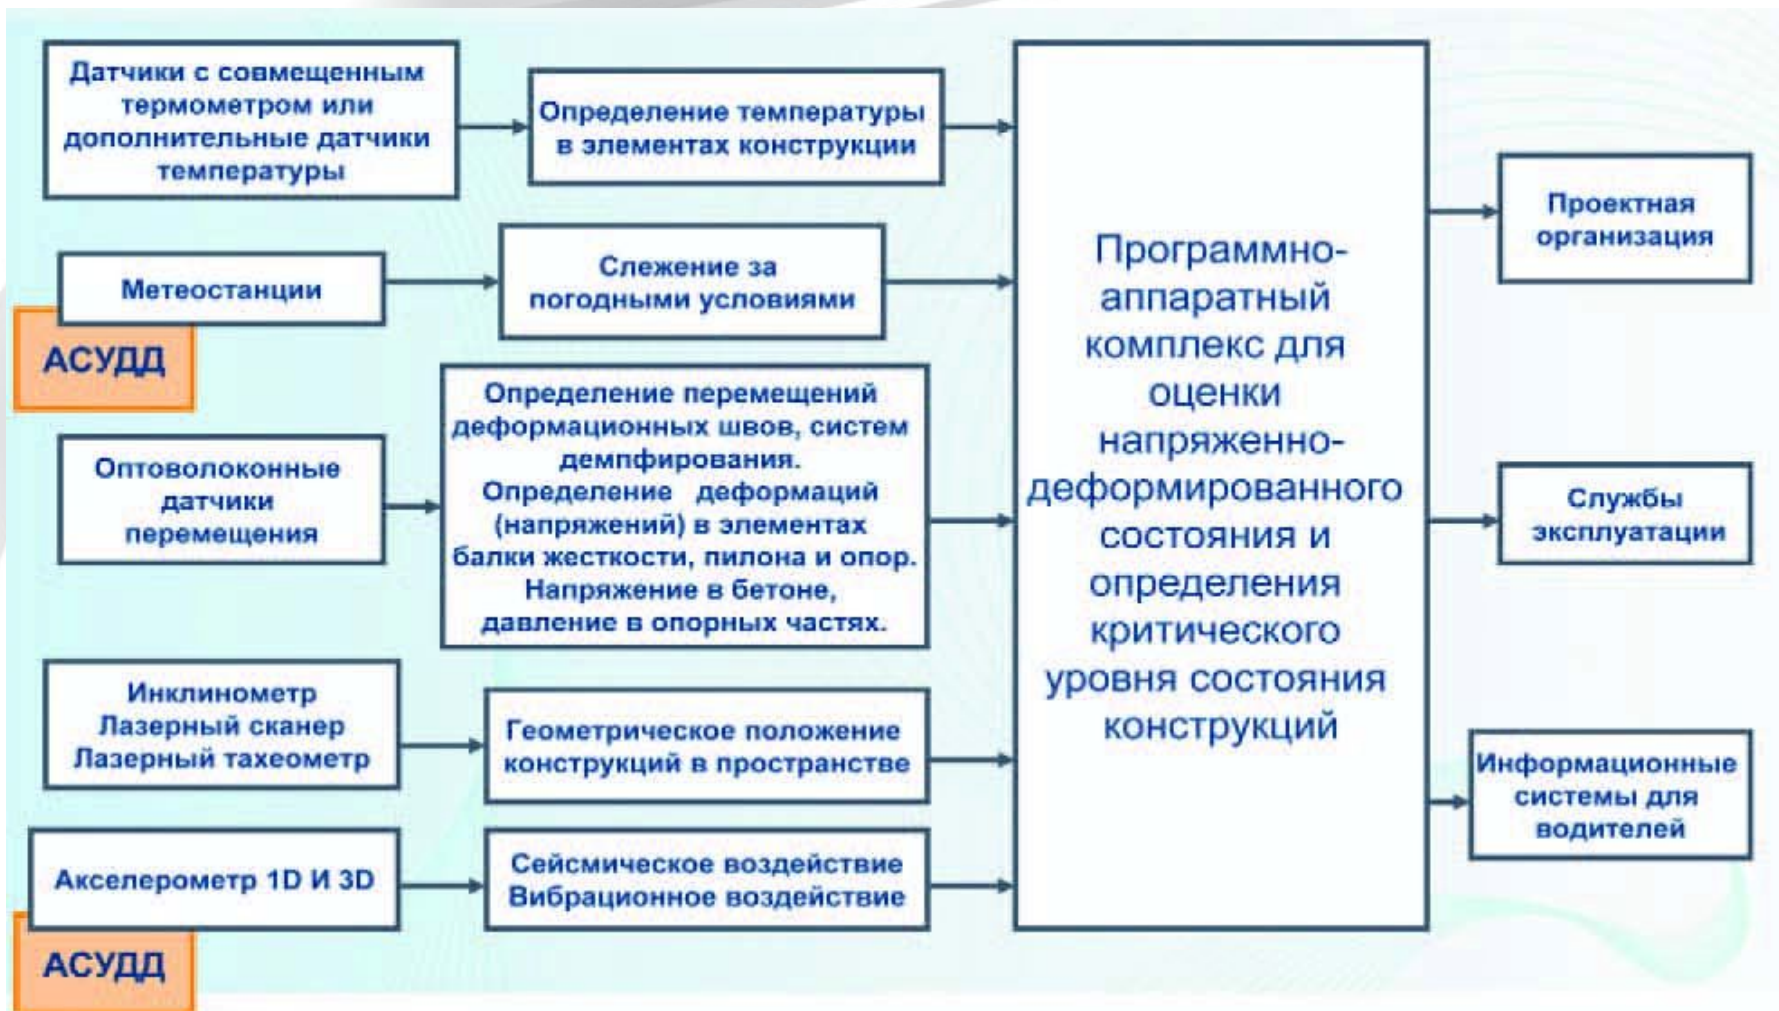 Датчики с совмещенным
термометром или
дополнительные датчики
температуры
Определение температуры
в элементах конструкции
Метеостанции
АСУДД
Слежение за
погодными условиями
Оптоволоконные
датчики
перемещения
Определение перемещений
деформационных швов, систем
демпфирования.
Определение деформаций
(напряжений) в элементах
балки жесткости, пилона и опор.
Напряжение в бетоне,
давление в опорных частях.
Инклинометр
Лазерный сканер
Лазерный тахеометр
Геометрическое положение
конструкций в пространстве
Акселерометр 1D И 3D
АСУДД
Сейсмическое воздействие
Вибрационное воздействие
Программно-
аппаратный
комплекс для
оценки
напряженно-
деформированного
состояния и
определения
критического
уровня состояния
конструкций
Проектная
организация
Службы
эксплуатации
Информационные
системы для
водителей